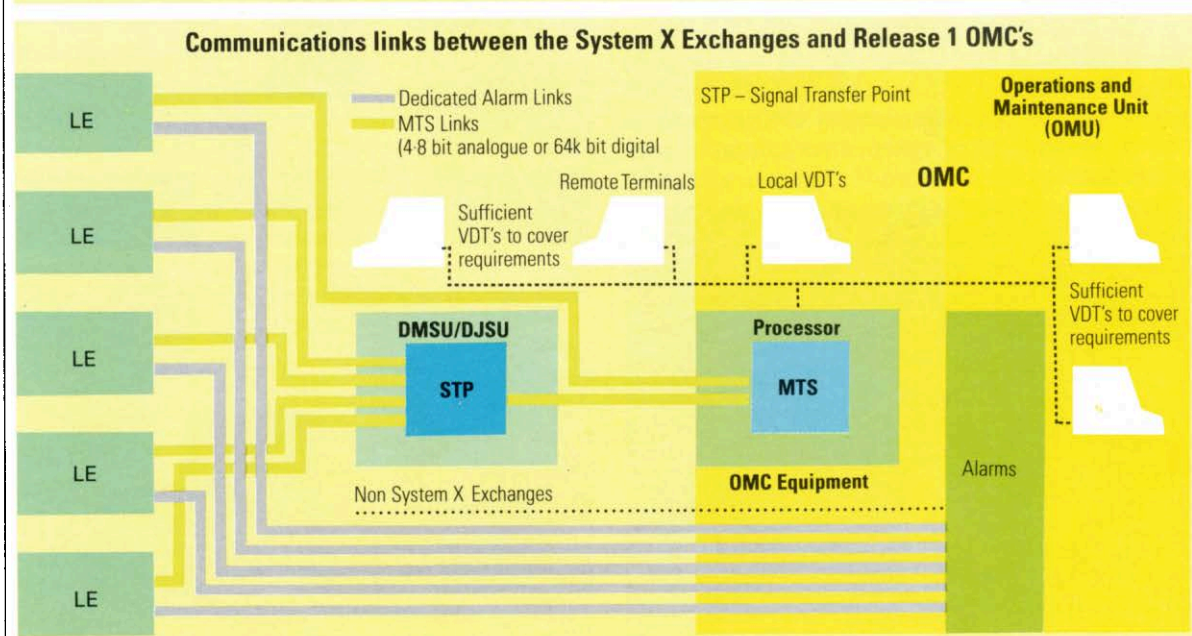 Communications links between the System X Exchanges and Release 1 OMC's
LE
LE
LE
LE
LE
Dedicated Alarm Links
MTS Links
(4·8 bit analogue or 64k bit digital
STP – Signal Transfer Point
Operations and
Maintenance Unit
(OMU)
OMC
Remote Terminals
Local VDT's
Sufficient
VDT's to cover
requirements
Sufficient
VDT's to cover
requirements
DMSU/DJSU
STP
Processor
MTS
OMC Equipment
Non System X Exchanges
Alarms